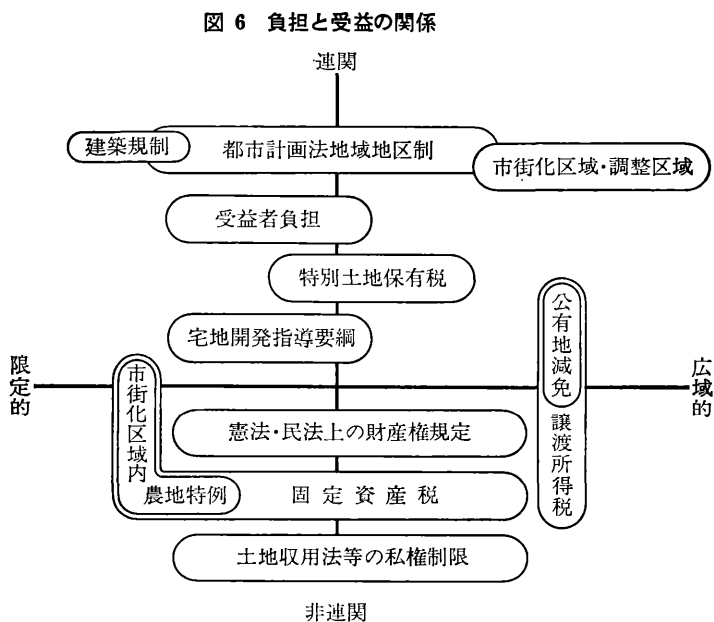 図 6 負担と受益の関係
連関
建築規制
都市計画法地域地区制
市街化区域・調整区域
受益者負担
特別土地保有税
宅地開発指導要綱
公有地減免
譲渡所得税
限定的
広域的
市街化区域内
農地特例
憲法・民法上の財産権規定
固定資産税
土地収用法等の私権制限
非連関